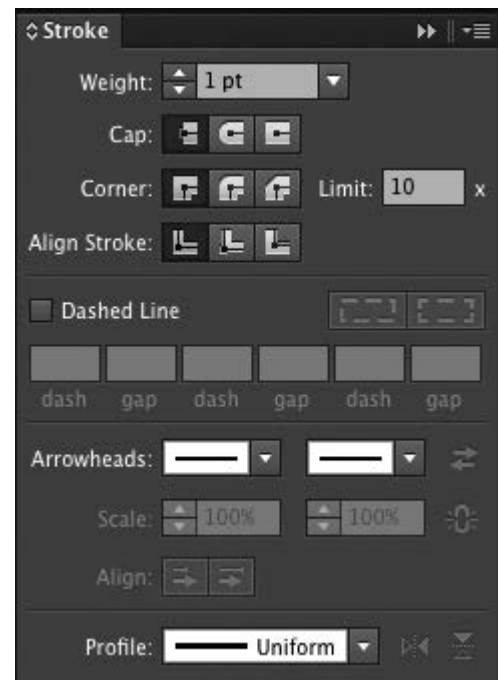 Stroke
Weight: 1 pt
Cap:
Corner: Limit: 10 x
Align Stroke:
Dashed Line
dash gap dash gap dash gap
Arrowheads:
Scale: 100% 100%
Align:
Profile: Uniform